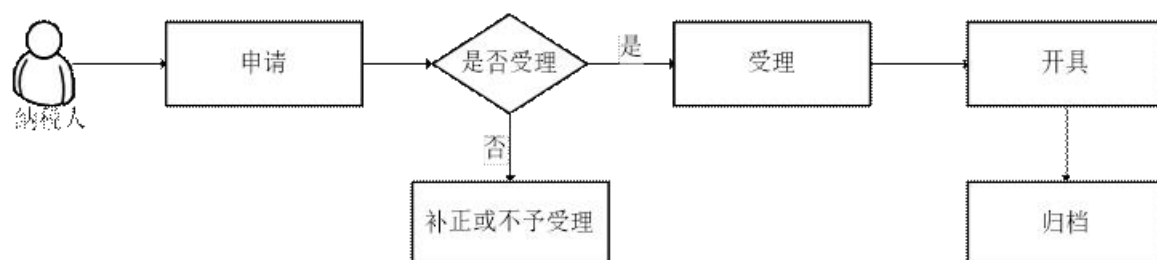 申请
是否受理
是
受理
开具
纳税人
否
补正或不予受理
归档